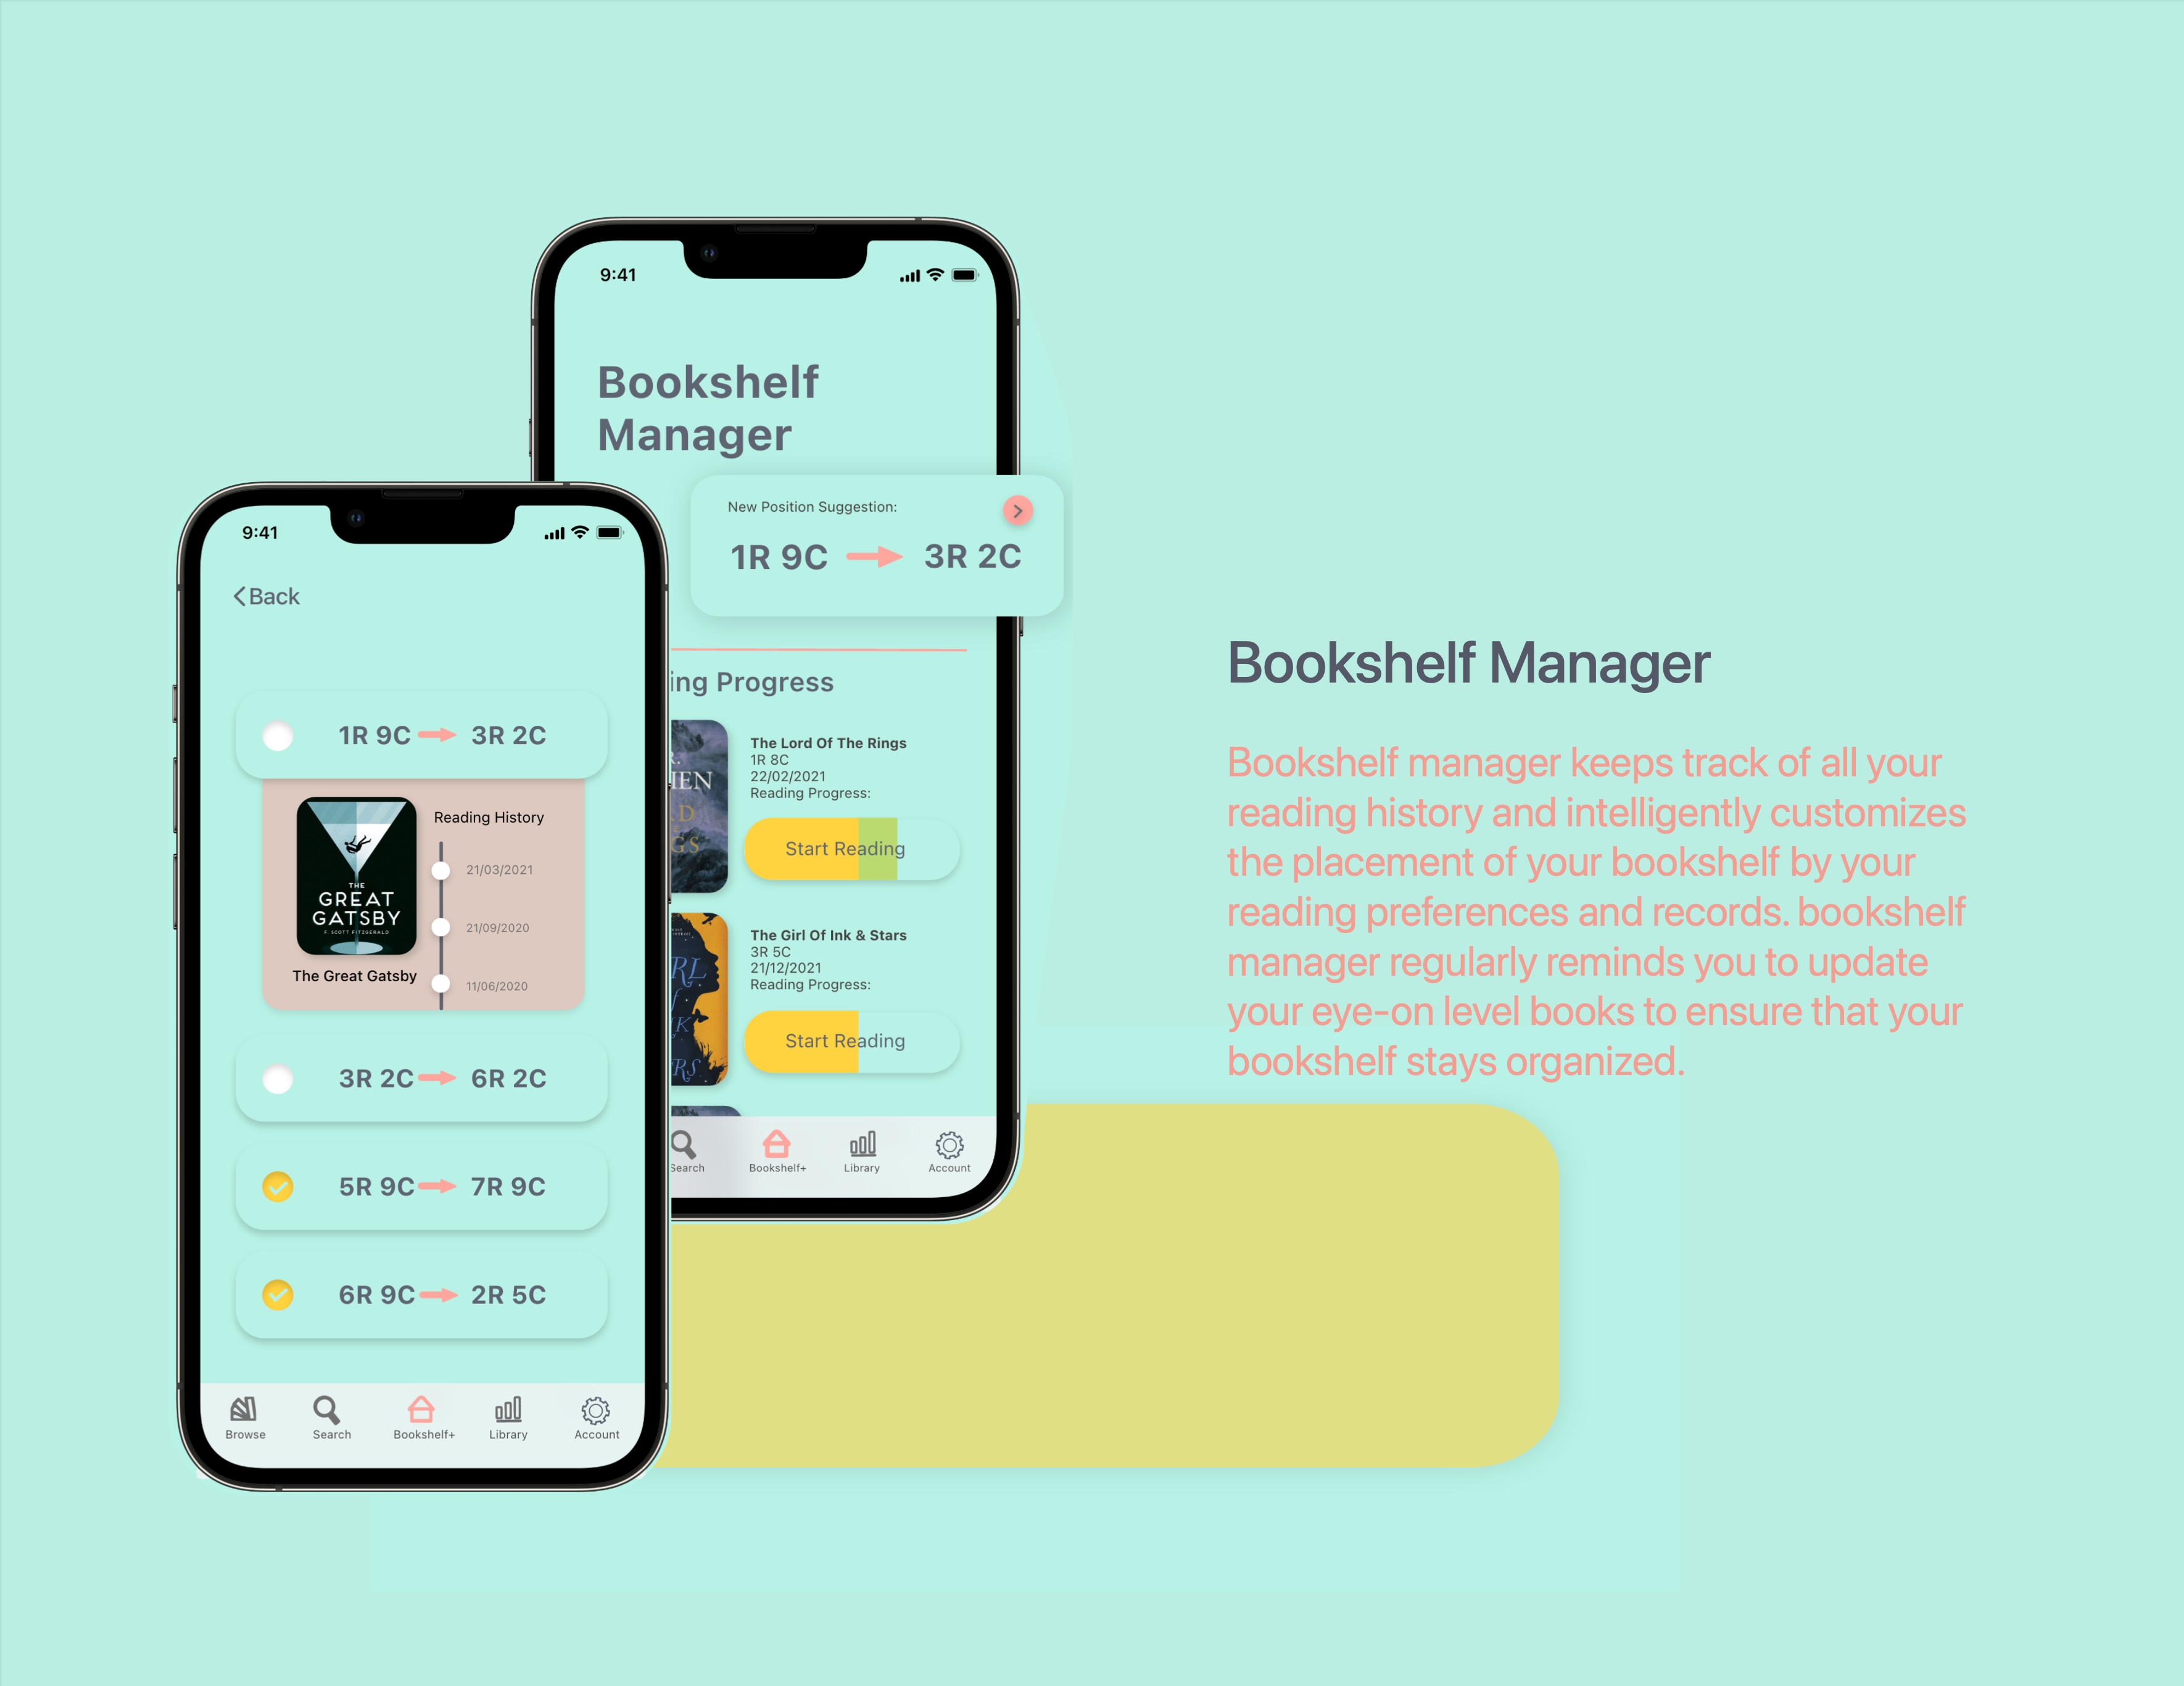 9:41
Bookshelf
Manager
New Position Suggestion:
1R 9C 3R 2C
ing Progress
The Lord Of The Rings
1R 8C
22/02/2021
Reading Progress:
Start Reading
The Girl Of Ink & Stars
3R 5C
21/12/2021
Reading Progress:
Start Reading
Search Bookshelf+ Library Account
9:41
Back
1R 9C 3R 2C
THE
GREAT
GATSBY
F. SCOTT FITZGERALD
The Great Gatsby
Reading History
21/03/2021
21/09/2020
11/06/2020
3R 2C 6R 2C
5R 9C 7R 9C
6R 9C 2R 5C
Browse Search Bookshelf+ Library Account
Bookshelf Manager
Bookshelf manager keeps track of all your
reading history and intelligently customizes
the placement of your bookshelf by your
reading preferences and records. bookshelf
manager regularly reminds you to update
your eye-on level books to ensure that your
bookshelf stays organized.